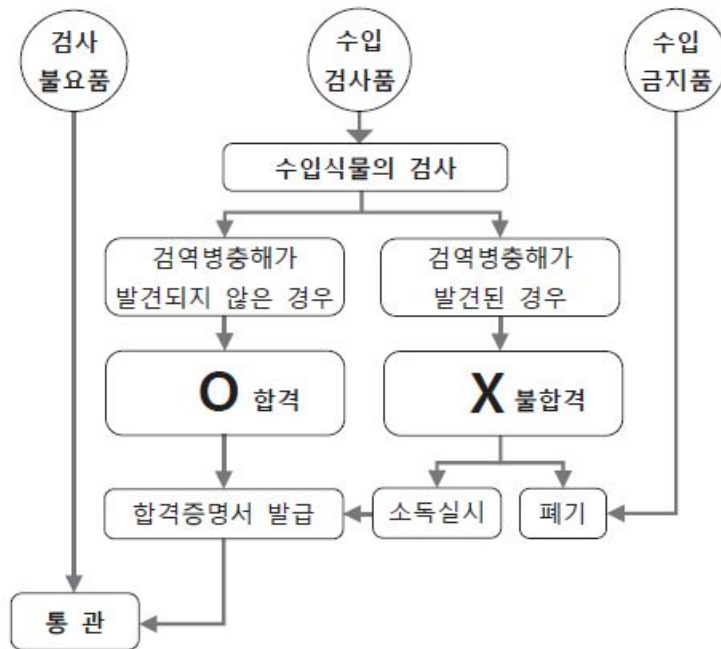 검사
불요품
수입
검사품
수입
금지품
수입식물의 검사
검역병충해가
발견되지 않은 경우
검역병충해가
발견된 경우
O 합격
X 불합격
합격증명서 발급
소독실시
폐기
통 관